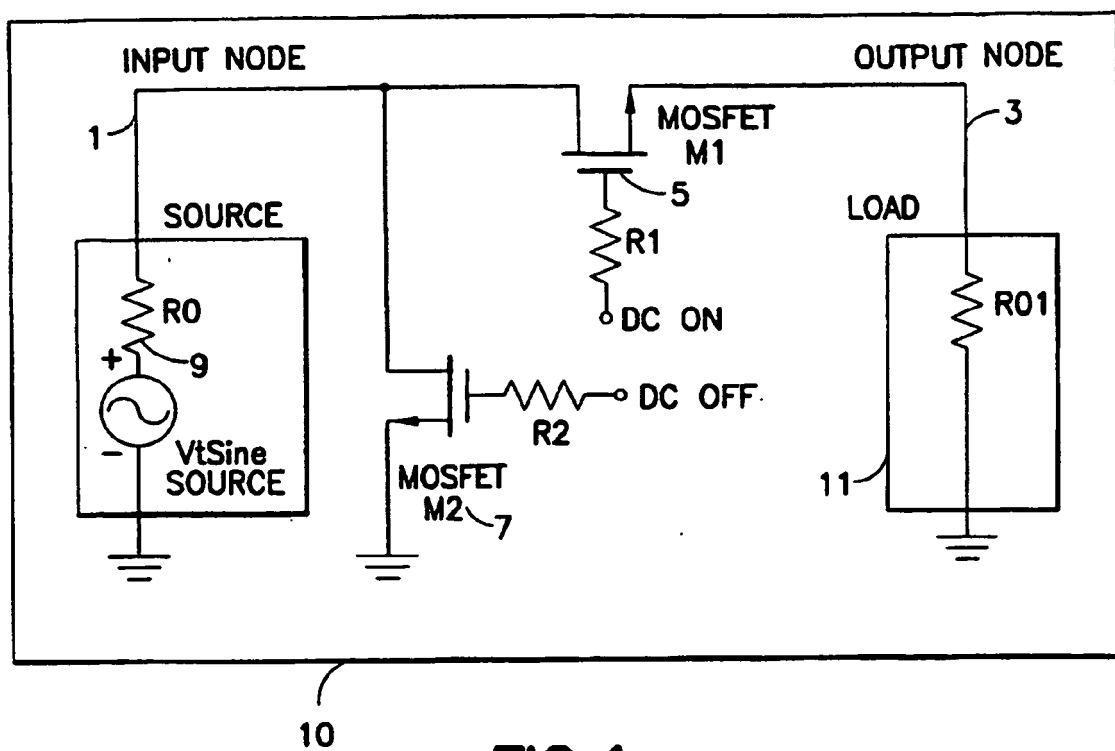 INPUT NODE
OUTPUT NODE
1
3
MOSFET
M1
5
SOURCE
LOAD
R1
R0
R01
DC ON
+
9
DC OFF
R2
-
VtSine
SOURCE
11
MOSFET
M2
7
10